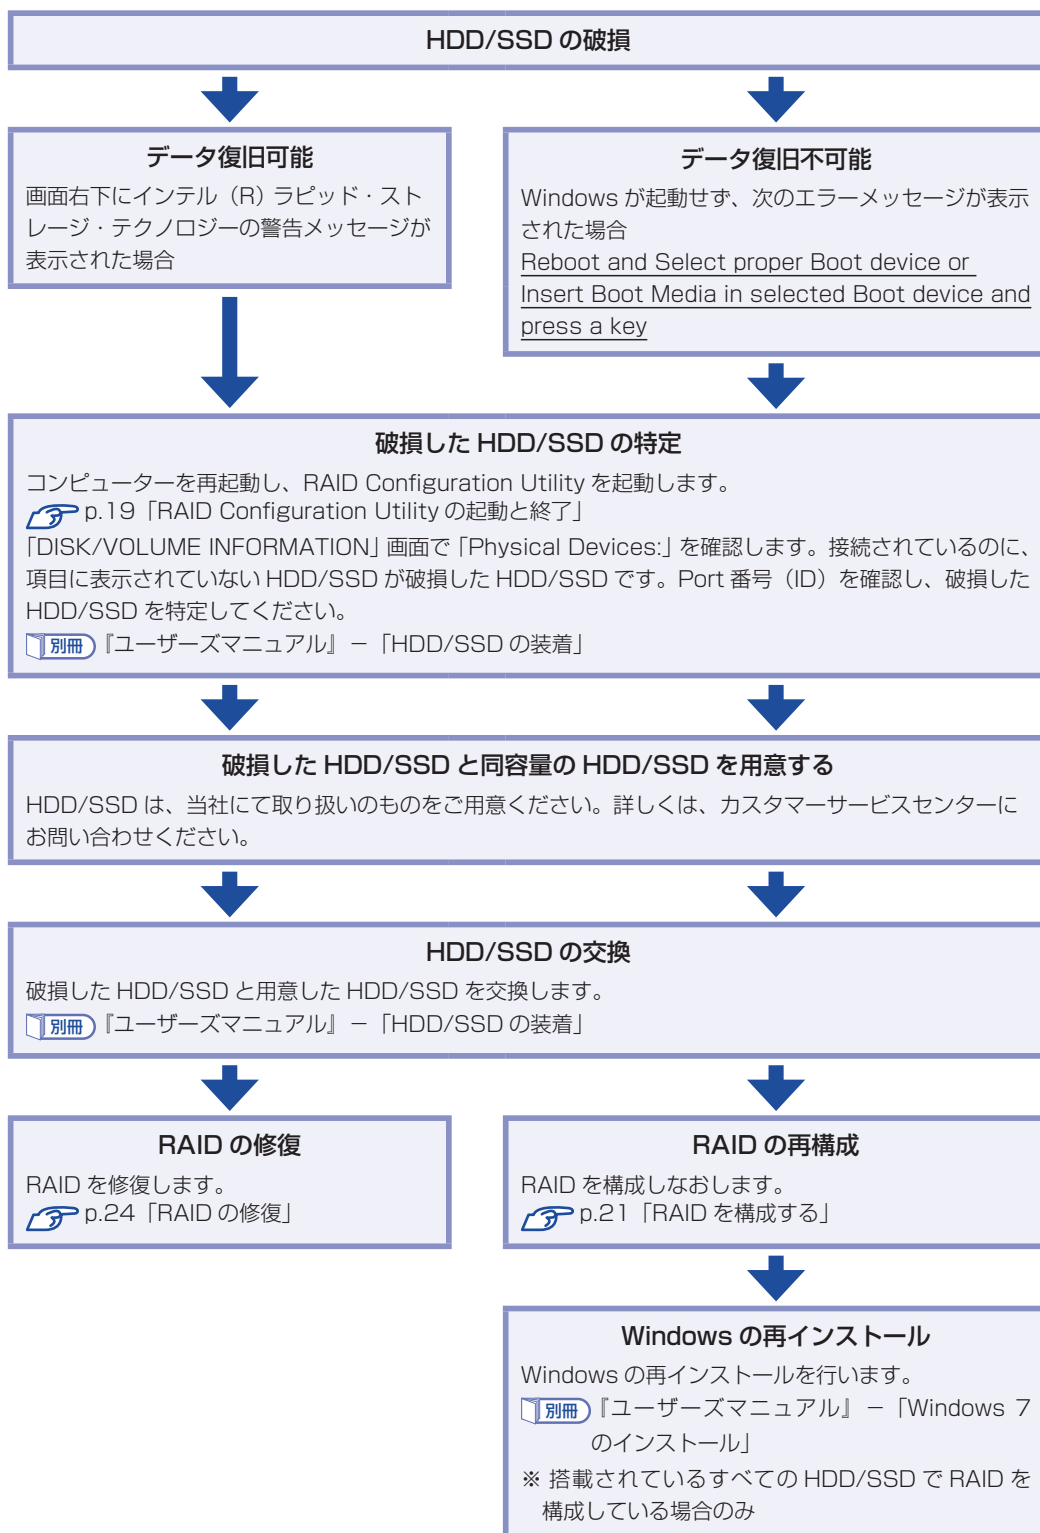 HDD/SSD の破損
データ復旧可能
画面右下にインテル（R）ラピッド・スト
レージ・テクノロジーの警告メッセージが
表示された場合
データ復旧不可能
Windows が起動せず、次のエラーメッセージが表示
された場合
Reboot and Select proper Boot device or
Insert Boot Media in selected Boot device and
press a key
破損した HDD/SSD の特定
コンピューターを再起動し、RAID Configuration Utility を起動します。
p.19「RAID Configuration Utility の起動と終了」
「DISK/VOLUME INFORMATION」画面で「Physical Devices:」を確認します。接続されているのに、
項目に表示されていない HDD/SSD が破損した HDD/SSD です。Port 番号（ID）を確認し、破損した
HDD/SSD を特定してください。
別冊 『ユーザーズマニュアル』－「HDD/SSD の装着」
破損した HDD/SSD と同容量の HDD/SSD を用意する
HDD/SSD は、当社にて取り扱いのものをご用意ください。詳しくは、カスタマーサービスセンターに
お問い合わせください。
HDD/SSD の交換
破損した HDD/SSD と用意した HDD/SSD を交換します。
別冊 『ユーザーズマニュアル』－「HDD/SSD の装着」
RAID の修復
RAID を修復します。
p.24「RAID の修復」
RAID の再構成
RAID を構成しなおします。
p.21「RAID を構成する」
Windows の再インストール
Windows の再インストールを行います。
別冊 『ユーザーズマニュアル』－「Windows 7
のインストール」
※ 搭載されているすべての HDD/SSD で RAID を
構成している場合のみ